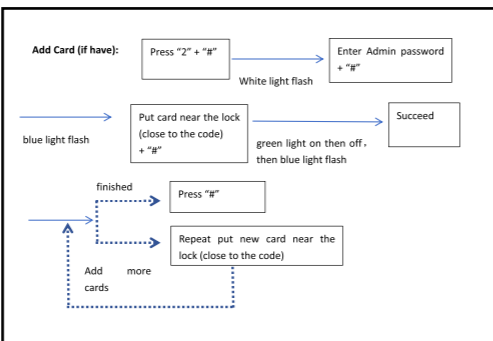 Add Card (if have):
Press “2” + “#”
White light flash
Enter Admin password
+ “#”
blue light flash
Put card near the lock
(close to the code)
+ “#”
green light on then off，
then blue light flash
Succeed
finished
Press “#”
Repeat put new card near the
lock (close to the code)
Add more
cards